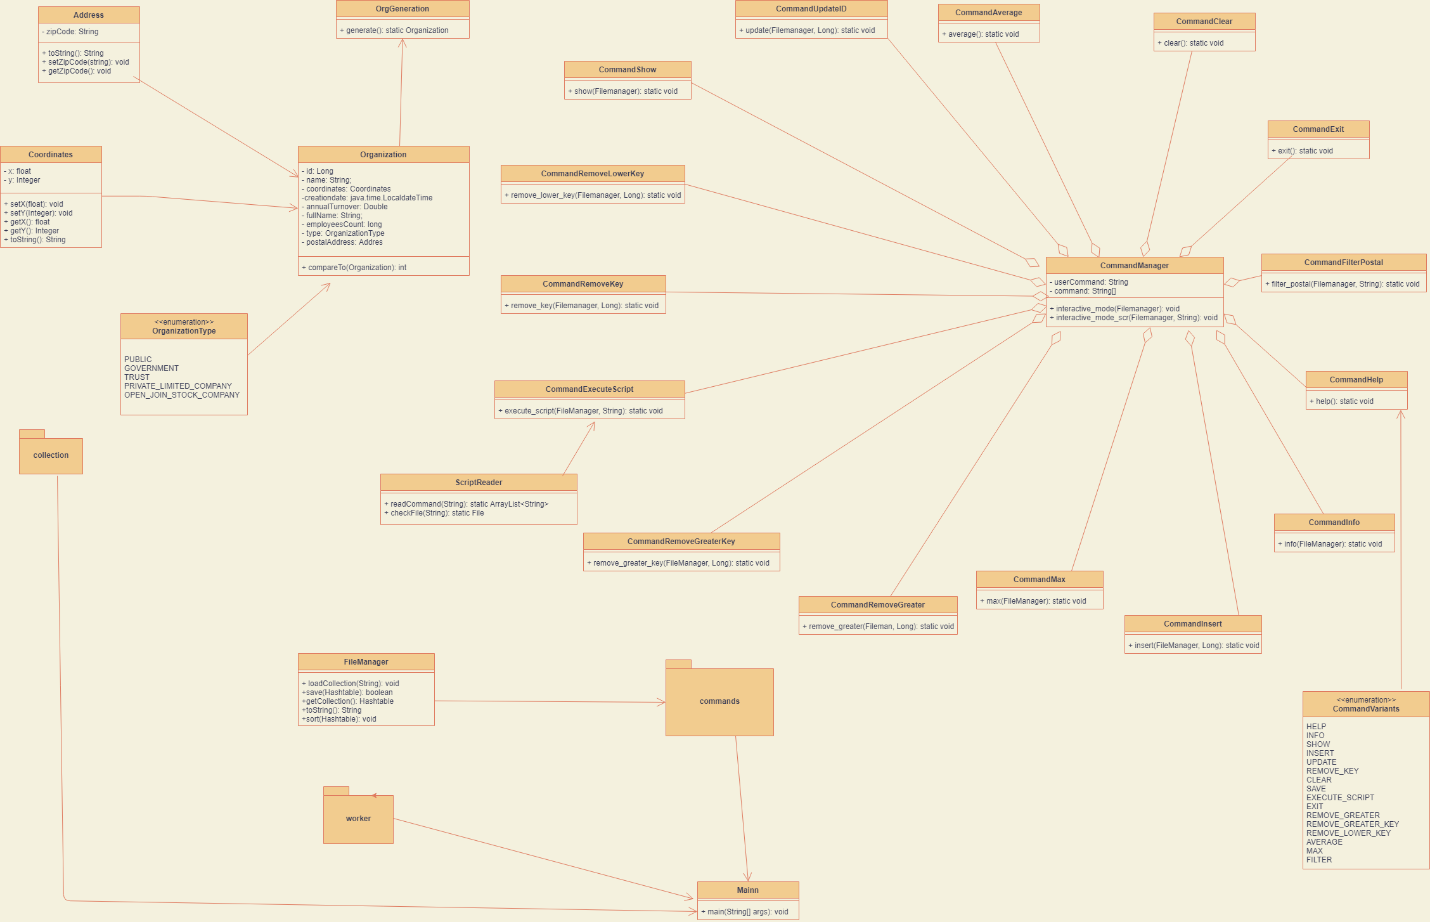 Address
- zipCode: String
+ toString(): String
+ setZipCode(string): void
+ getZipCode(): void
OrgGeneration
+ generate(): static Organization
CommandUpdateID
+ update(Filemanager, Long): static void
CommandAverage
+ average(): static void
CommandClear
+ clear(): static void
CommandShow
+ show(Filemanager): static void
CommandExit
+ exit(): static void
Coordinates
- x: float
- y: Integer
+ setX(float): void
+ setY(Integer): void
+ getX(): float
+ getY(): Integer
+ toString(): String
Organization
- id: Long
- name: String;
- coordinates: Coordinates
-creationdate: java.time.LocaldateTime
- annualTurnover: Double
- fullName: String;
- employeesCount: long
- type: OrganizationType
- postalAddress: Addres
+ compareTo(Organization): int
CommandRemoveLowerKey
+ remove_lower_key(Filemanager, Long): static void
CommandManager
- userCommand: String
- command: String[]
+ interactive_mode(Filemanager): void
+ interactive_mode_scr(Filemanager, String): void
CommandFilterPostal
+ filter_postal(Filemanager, String): static void
CommandRemoveKey
+ remove_key(Filemanager, Long): static void
<<enumeration>>
OrganizationType
PUBLIC
GOVERNMENT
TRUST
PRIVATE_LIMITED_COMPANY
OPEN_JOIN_STOCK_COMPANY
CommandExecuteScript
+ execute_script(FileManager, String): static void
CommandHelp
+ help(): static void
collection
ScriptReader
+ readCommand(String): static ArrayList<String>
+ checkFile(String): static File
CommandRemoveGreaterKey
+ remove_greater_key(FileManager, Long): static void
CommandInfo
+ info(FileManager): static void
CommandMax
+ max(FileManager): static void
CommandRemoveGreater
+ remove_greater(Fileman, Long): static void
CommandInsert
+ insert(FileManager, Long): static void
FileManager
+ loadCollection(String): void
+save(Hashtable): boolean
+getCollection(): Hashtable
+toString(): String
+sort(Hashtable): void
commands
<<enumeration>>
CommandVariants
HELP
INFO
SHOW
INSERT
UPDATE
REMOVE_KEY
CLEAR
SAVE
EXECUTE_SCRIPT
EXIT
REMOVE_GREATER
REMOVE_GREATER_KEY
REMOVE_LOWER_KEY
AVERAGE
MAX
FILTER
worker
Mainn
+ main(String[] args): void